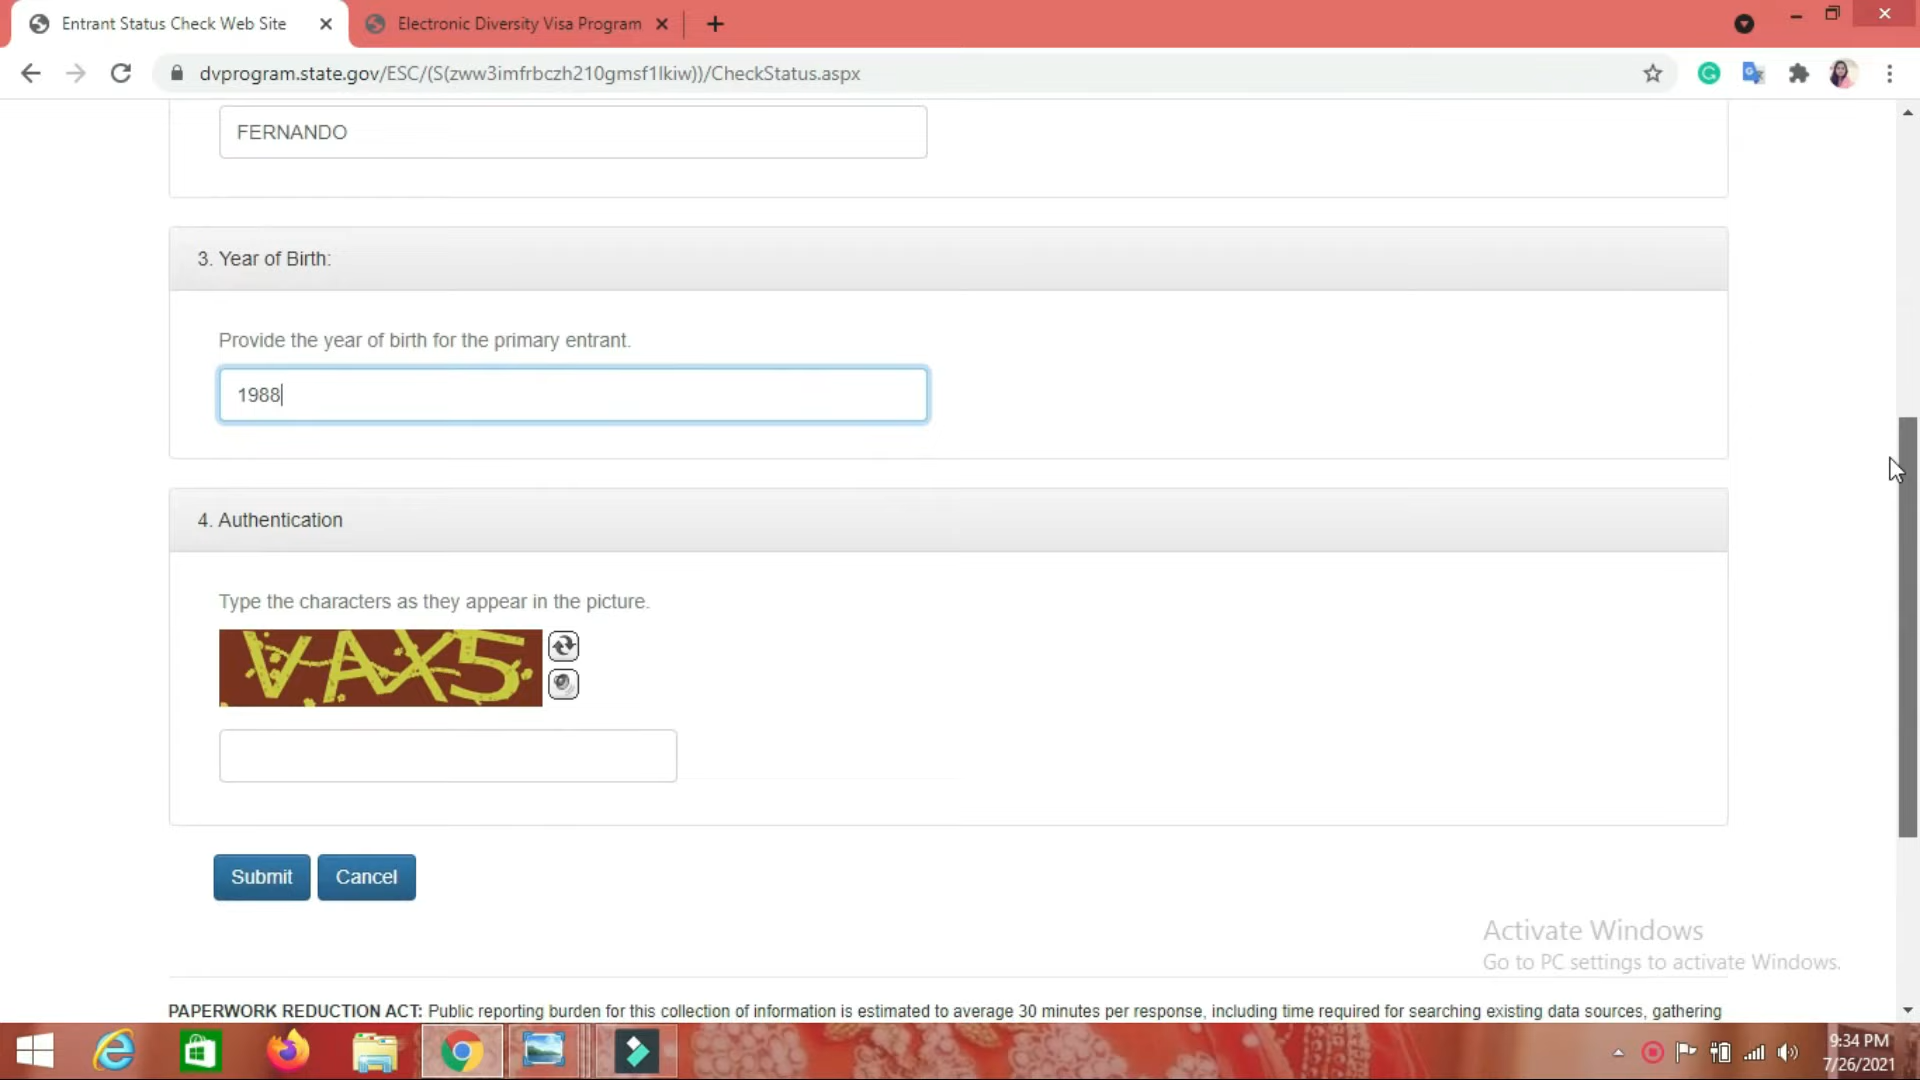 Entrant Status Check Web Site
Electronic Diversity Visa Program
dvprogram.state.gov/ESC/(S(zww3imfrbczh210gmsf1lkiw))/CheckStatus.aspx
FERNANDO
3. Year of Birth:
Provide the year of birth for the primary entrant.
1988
4. Authentication
Type the characters as they appear in the picture.
VAX5
Submit
Cancel
Activate Windows
Go to PC settings to activate Windows.
PAPERWORK REDUCTION ACT: Public reporting burden for this collection of information is estimated to average 30 minutes per response, including time required for searching existing data sources, gathering
9:34 PM
7/26/2021